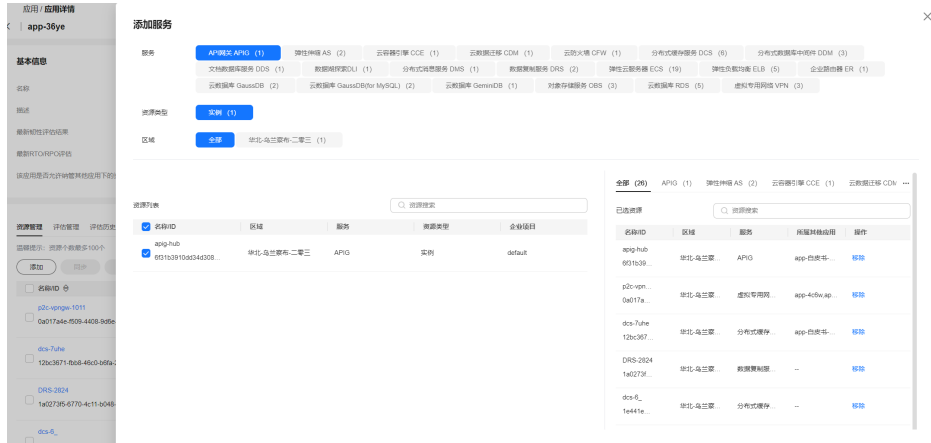 应用 / 应用详情
app-36ye
基本信息
名称
描述
最新韧性评估结果
最新RTO/RPO评估
该应用是否允许纳管其他应用下的
资源管理 评估管理 评估历史
温馨提示：资源个数最多100个
添加
名称/ID
p2c-vpngw-1011
0a017a4e-f509-4408-9d6e-
dcs-7uhe
12bc3671-fbb8-46c0-b6fa-2
DRS-2824
1a0273f5-6770-4c11-b048-
dcs-6_
添加服务
服务
API网关 APIG （1） 弹性伸缩 AS （2） 云容器引擎 CCE （1） 云数据迁移 CDM （1） 云防火墙 CFW （1） 分布式缓存服务 DCS （6） 分布式数据库中间件 DDM （3）
文档数据库服务 DDS （1） 数据湖探索DLI （1） 分布式消息服务 DMS （1） 数据复制服务 DRS （2） 弹性云服务器 ECS （19） 弹性负载均衡 ELB （5） 企业路由器 ER （1）
云数据库 GaussDB （2） 云数据库 GaussDB(for MySQL) （2） 云数据库 GeminiDB （1） 对象存储服务 OBS （3） 云数据库 RDS （5） 虚拟专用网络 VPN （3）
资源类型 实例 （1）
区域 全部 华北-乌兰察布-二零三 （1）
资源列表 资源搜索
名称/ID 区域 服务 资源类型 企业项目
apig-hub
6f31b3910dd34d308... 华北-乌兰察布-二零三 APIG 实例 default
全部 （26） APIG （1） 弹性伸缩 AS （2） 云容器引擎 CCE （1） 云数据迁移 CDM ...
已选资源 资源搜索
名称/ID 区域 服务 所属其他应用 操作
apig-hub
6f31b39... 华北-乌兰察... APIG app-白皮书-... 移除
p2c-vpn...
0a017a... 华北-乌兰察... 虚拟专用网... app-4c6w,ap... 移除
dcs-7uhe
12bc367... 华北-乌兰察... 分布式缓存... app-白皮书-... 移除
DRS-2824
1a0273f... 华北-乌兰察... 数据复制服... -- 移除
dcs-6_
1e441e... 华北-乌兰察... 分布式缓存... -- 移除